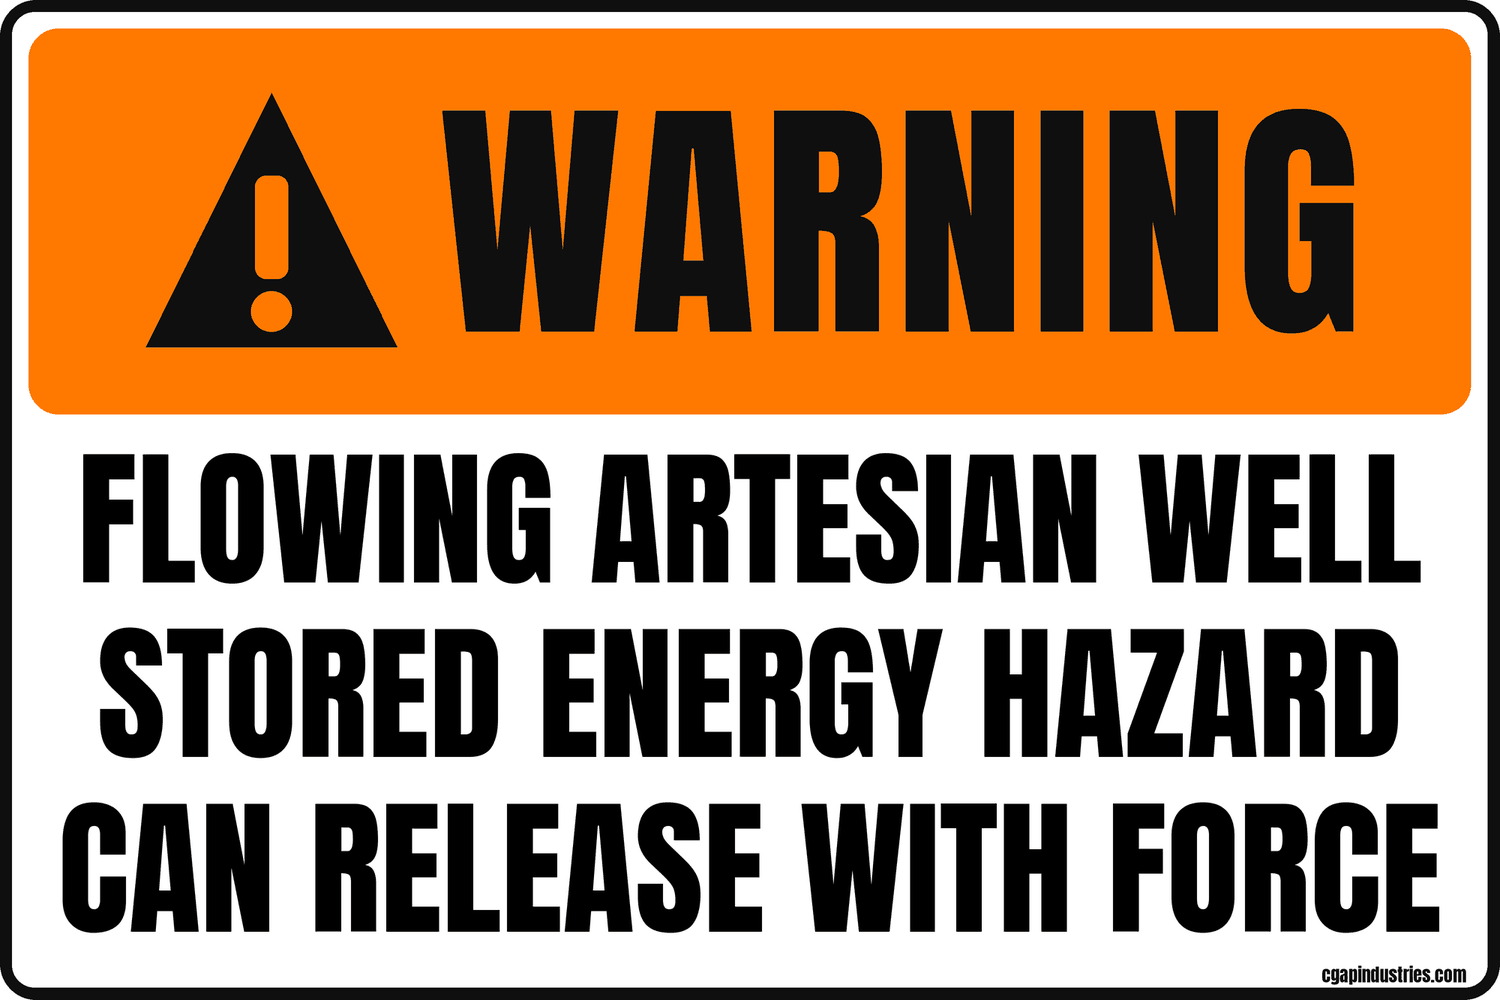 WARNING
FLOWING ARTESIAN WELL
STORED ENERGY HAZARD
CAN RELEASE WITH FORCE
cgapindustries.com